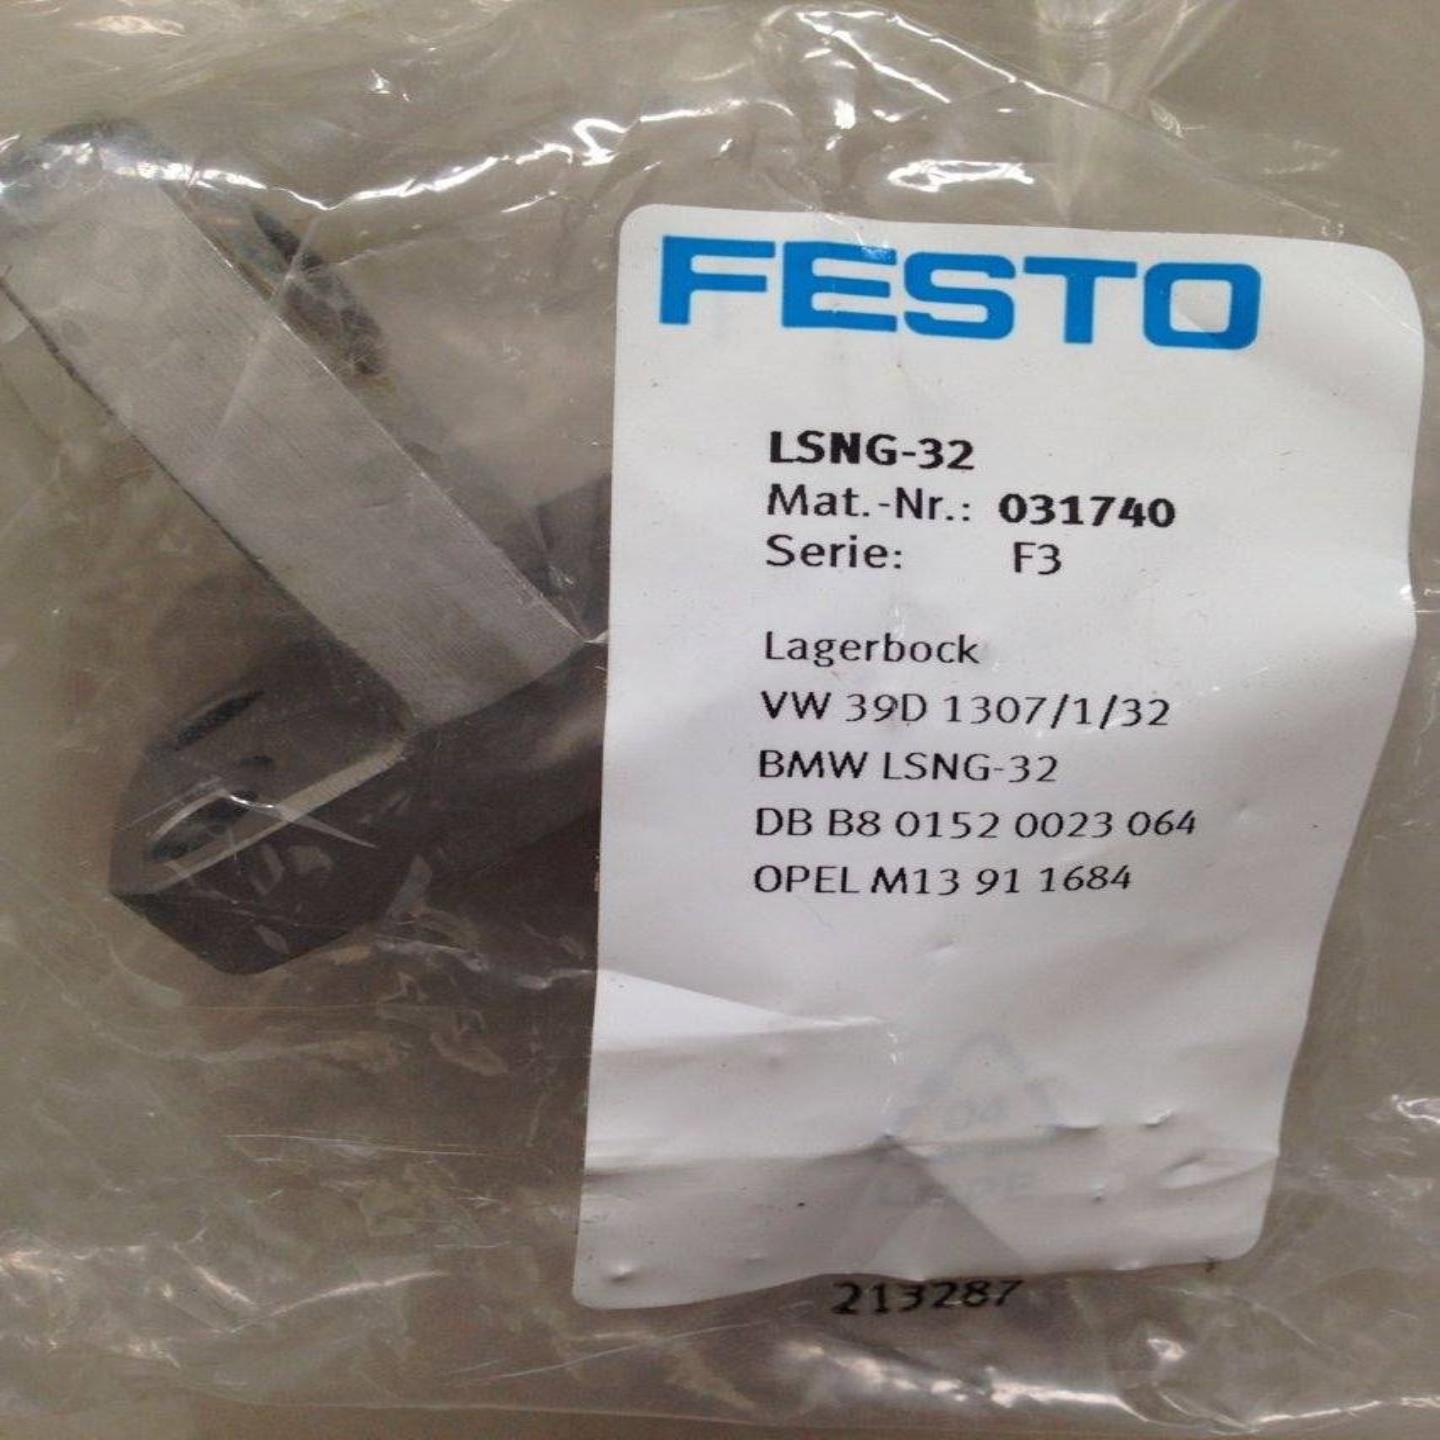 FESTO
LSNG-32
Mat.-Nr.: 031740
Serie: F3
Lagerbock
VW 39D 1307/1/32
BMW LSNG-32
DB B8 0152 0023 064
OPEL M13 91 1684
04
213287